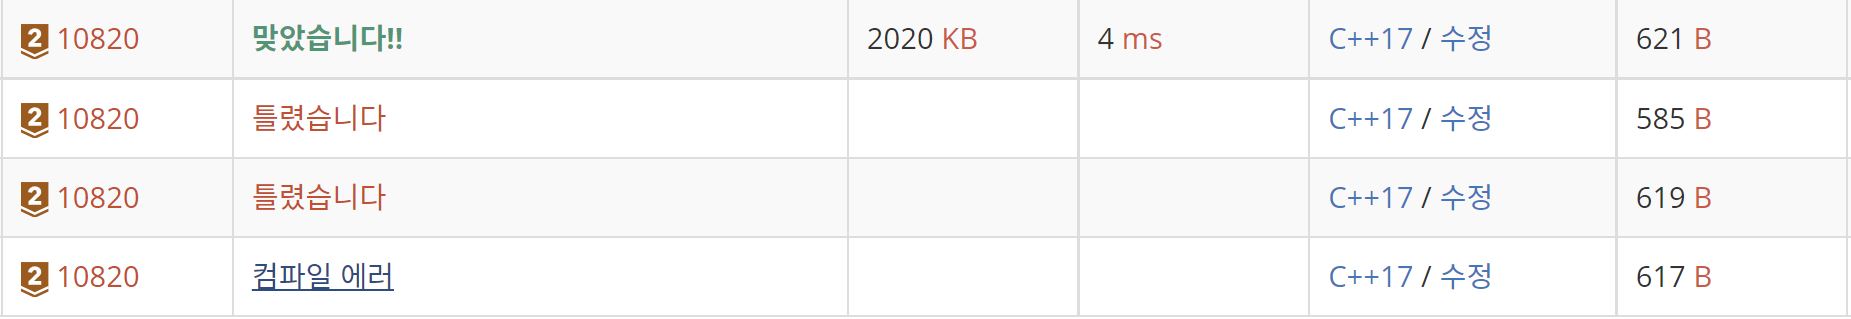 2 10820 맞았습니다!! 2020 KB 4 ms C++17 / 수정 621 B
2 10820 틀렸습니다 C++17 / 수정 585 B
2 10820 틀렸습니다 C++17 / 수정 619 B
2 10820 컴파일 에러 C++17 / 수정 617 B